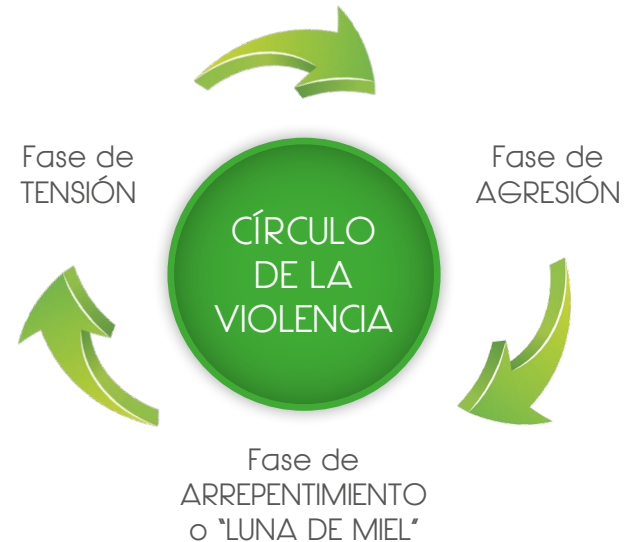 Fase de
TENSIÓN
Fase de
AGRESIÓN
CÍRCULO
DE LA
VIOLENCIA
Fase de
ARREPENTIMIENTO
o "LUNA DE MIEL"